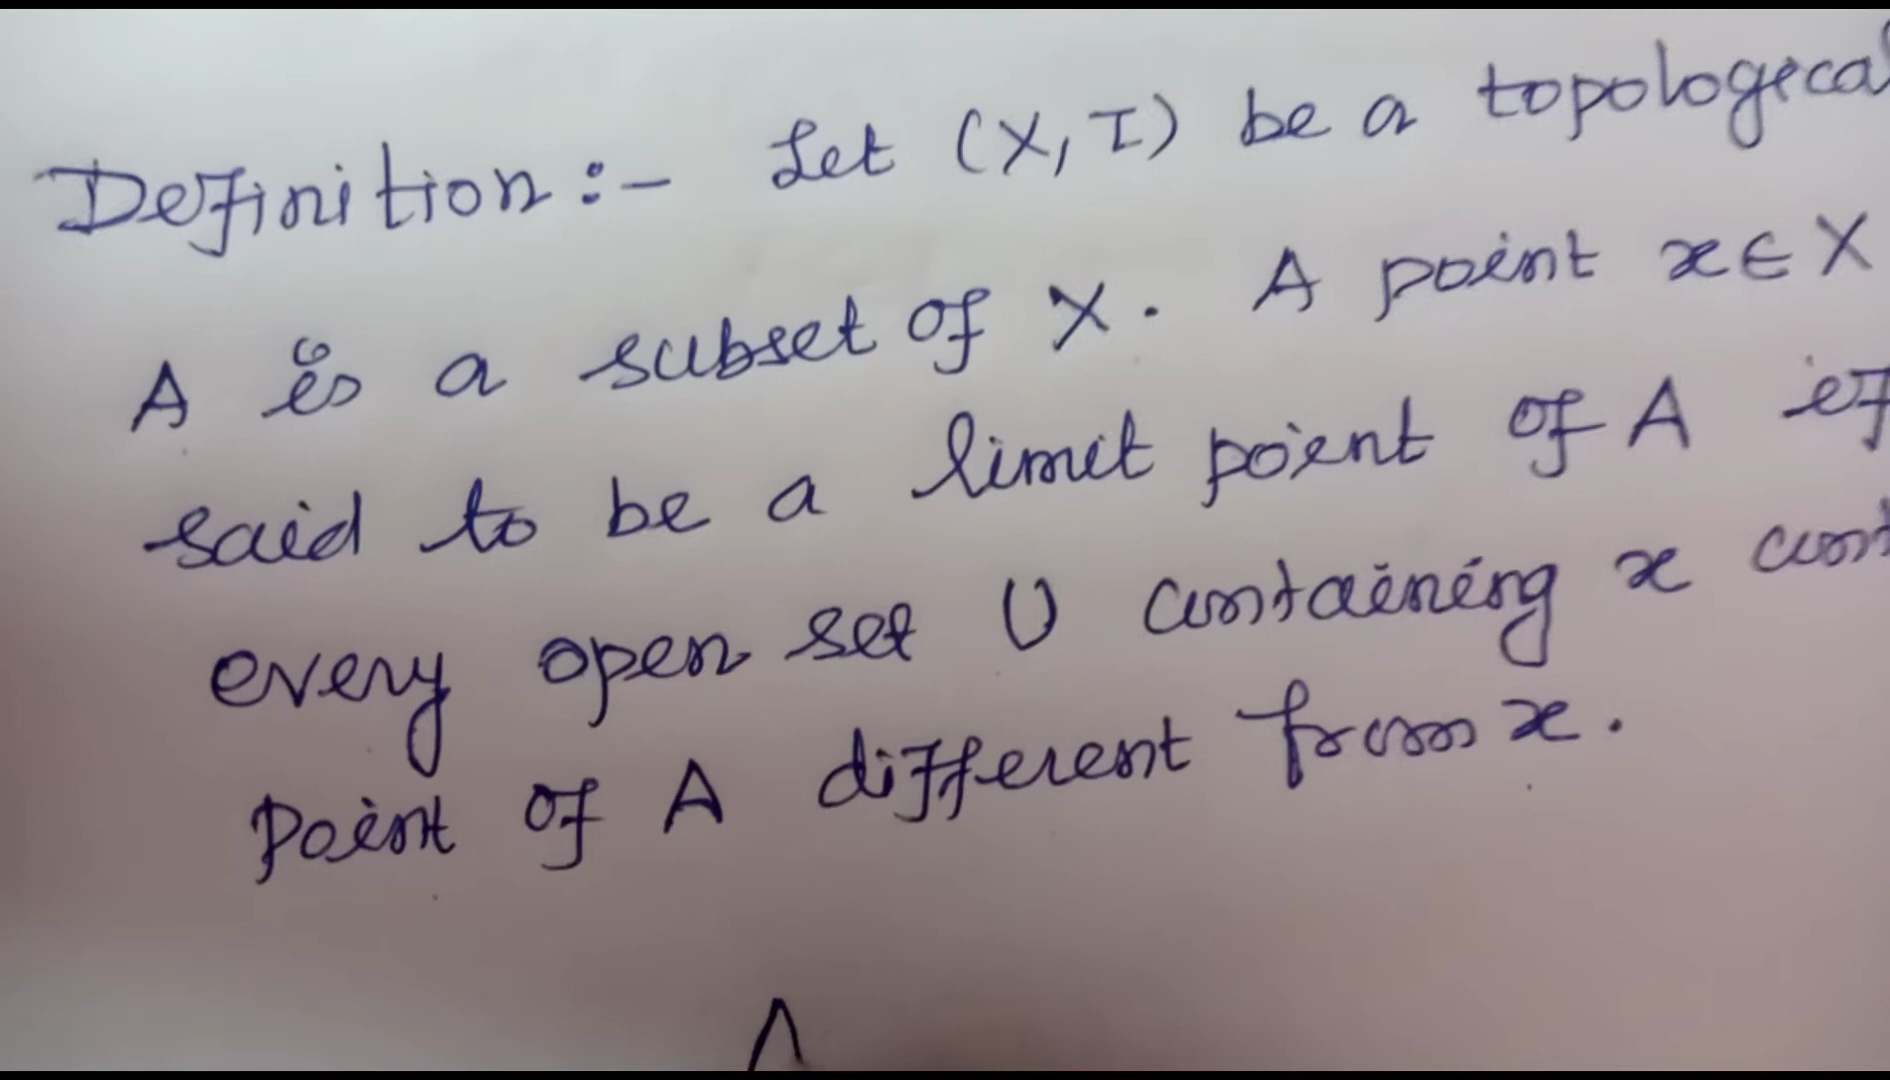 Definition :- Let (X, T) be a topological
A is a subset of X. A point x ∈ X
said to be a limit point of A if
every open set U containing x
Point of A different from x.